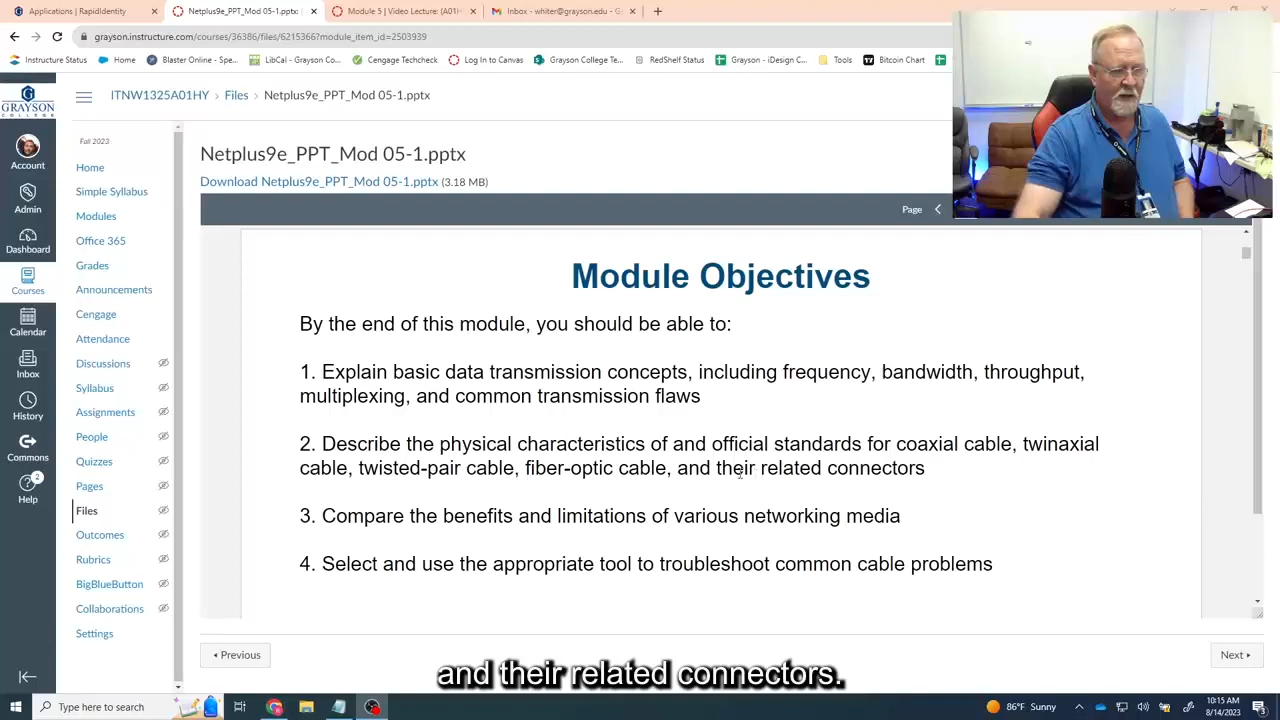 Applications | RapidIdentity
Netplus9e_PPT_Mod 05-1.pptx
Module 5 | Video Lecture: (A01H
Inbox - whiter@grayson.edu - G
grayson.instructure.com/courses/36386/files/6215366?module_item_id=2503939
Instructure Status
Home
Blaster Online - Spe...
LibCal - Grayson Co...
Cengage Techcheck
Log In to Canvas
Grayson College Te...
RedShelf Status
Grayson - iDesign C...
Tools
Bitcoin Chart
GRAYSON
COLLEGE
Account
Admin
Dashboard
Courses
Calendar
Inbox
History
Commons
2
Help
ITNW1325A01HY > Files > Netplus9e_PPT_Mod 05-1.pptx
Fall 2023
Home
Simple Syllabus
Modules
Office 365
Grades
Announcements
Cengage
Attendance
Discussions
Syllabus
Assignments
People
Quizzes
Pages
Files
Outcomes
Rubrics
BigBlueButton
Collaborations
Settings
Netplus9e_PPT_Mod 05-1.pptx
Download Netplus9e_PPT_Mod 05-1.pptx (3.18 MB)
Page
Module Objectives
By the end of this module, you should be able to:
1. Explain basic data transmission concepts, including frequency, bandwidth, throughput,
multiplexing, and common transmission flaws
2. Describe the physical characteristics of and official standards for coaxial cable, twinaxial
cable, twisted-pair cable, fiber-optic cable, and their related connectors
3. Compare the benefits and limitations of various networking media
4. Select and use the appropriate tool to troubleshoot common cable problems
Previous
Next
and their related connectors.
Type here to search
86°F Sunny
10:15 AM
8/14/2023
3